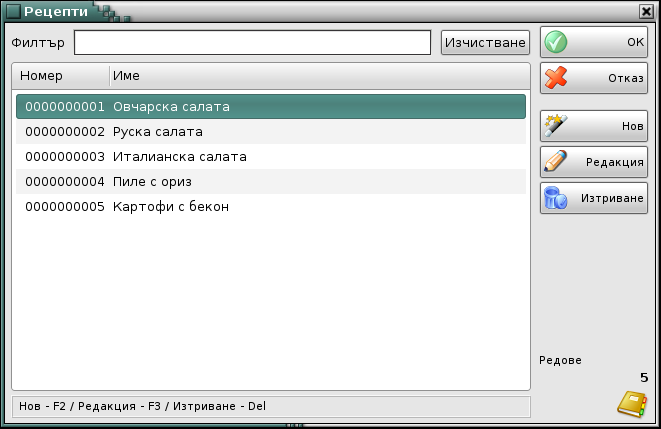 Рецепти
Филтър
Изчистване
OK
Отказ
Номер Име
0000000001 Овчарска салата
0000000002 Руска салата
0000000003 Италианска салата
0000000004 Пиле с ориз
0000000005 Картофи с бекон
Нов
Редакция
Изтриване
Редове
5
Нов - F2 / Редакция - F3 / Изтриване - Del